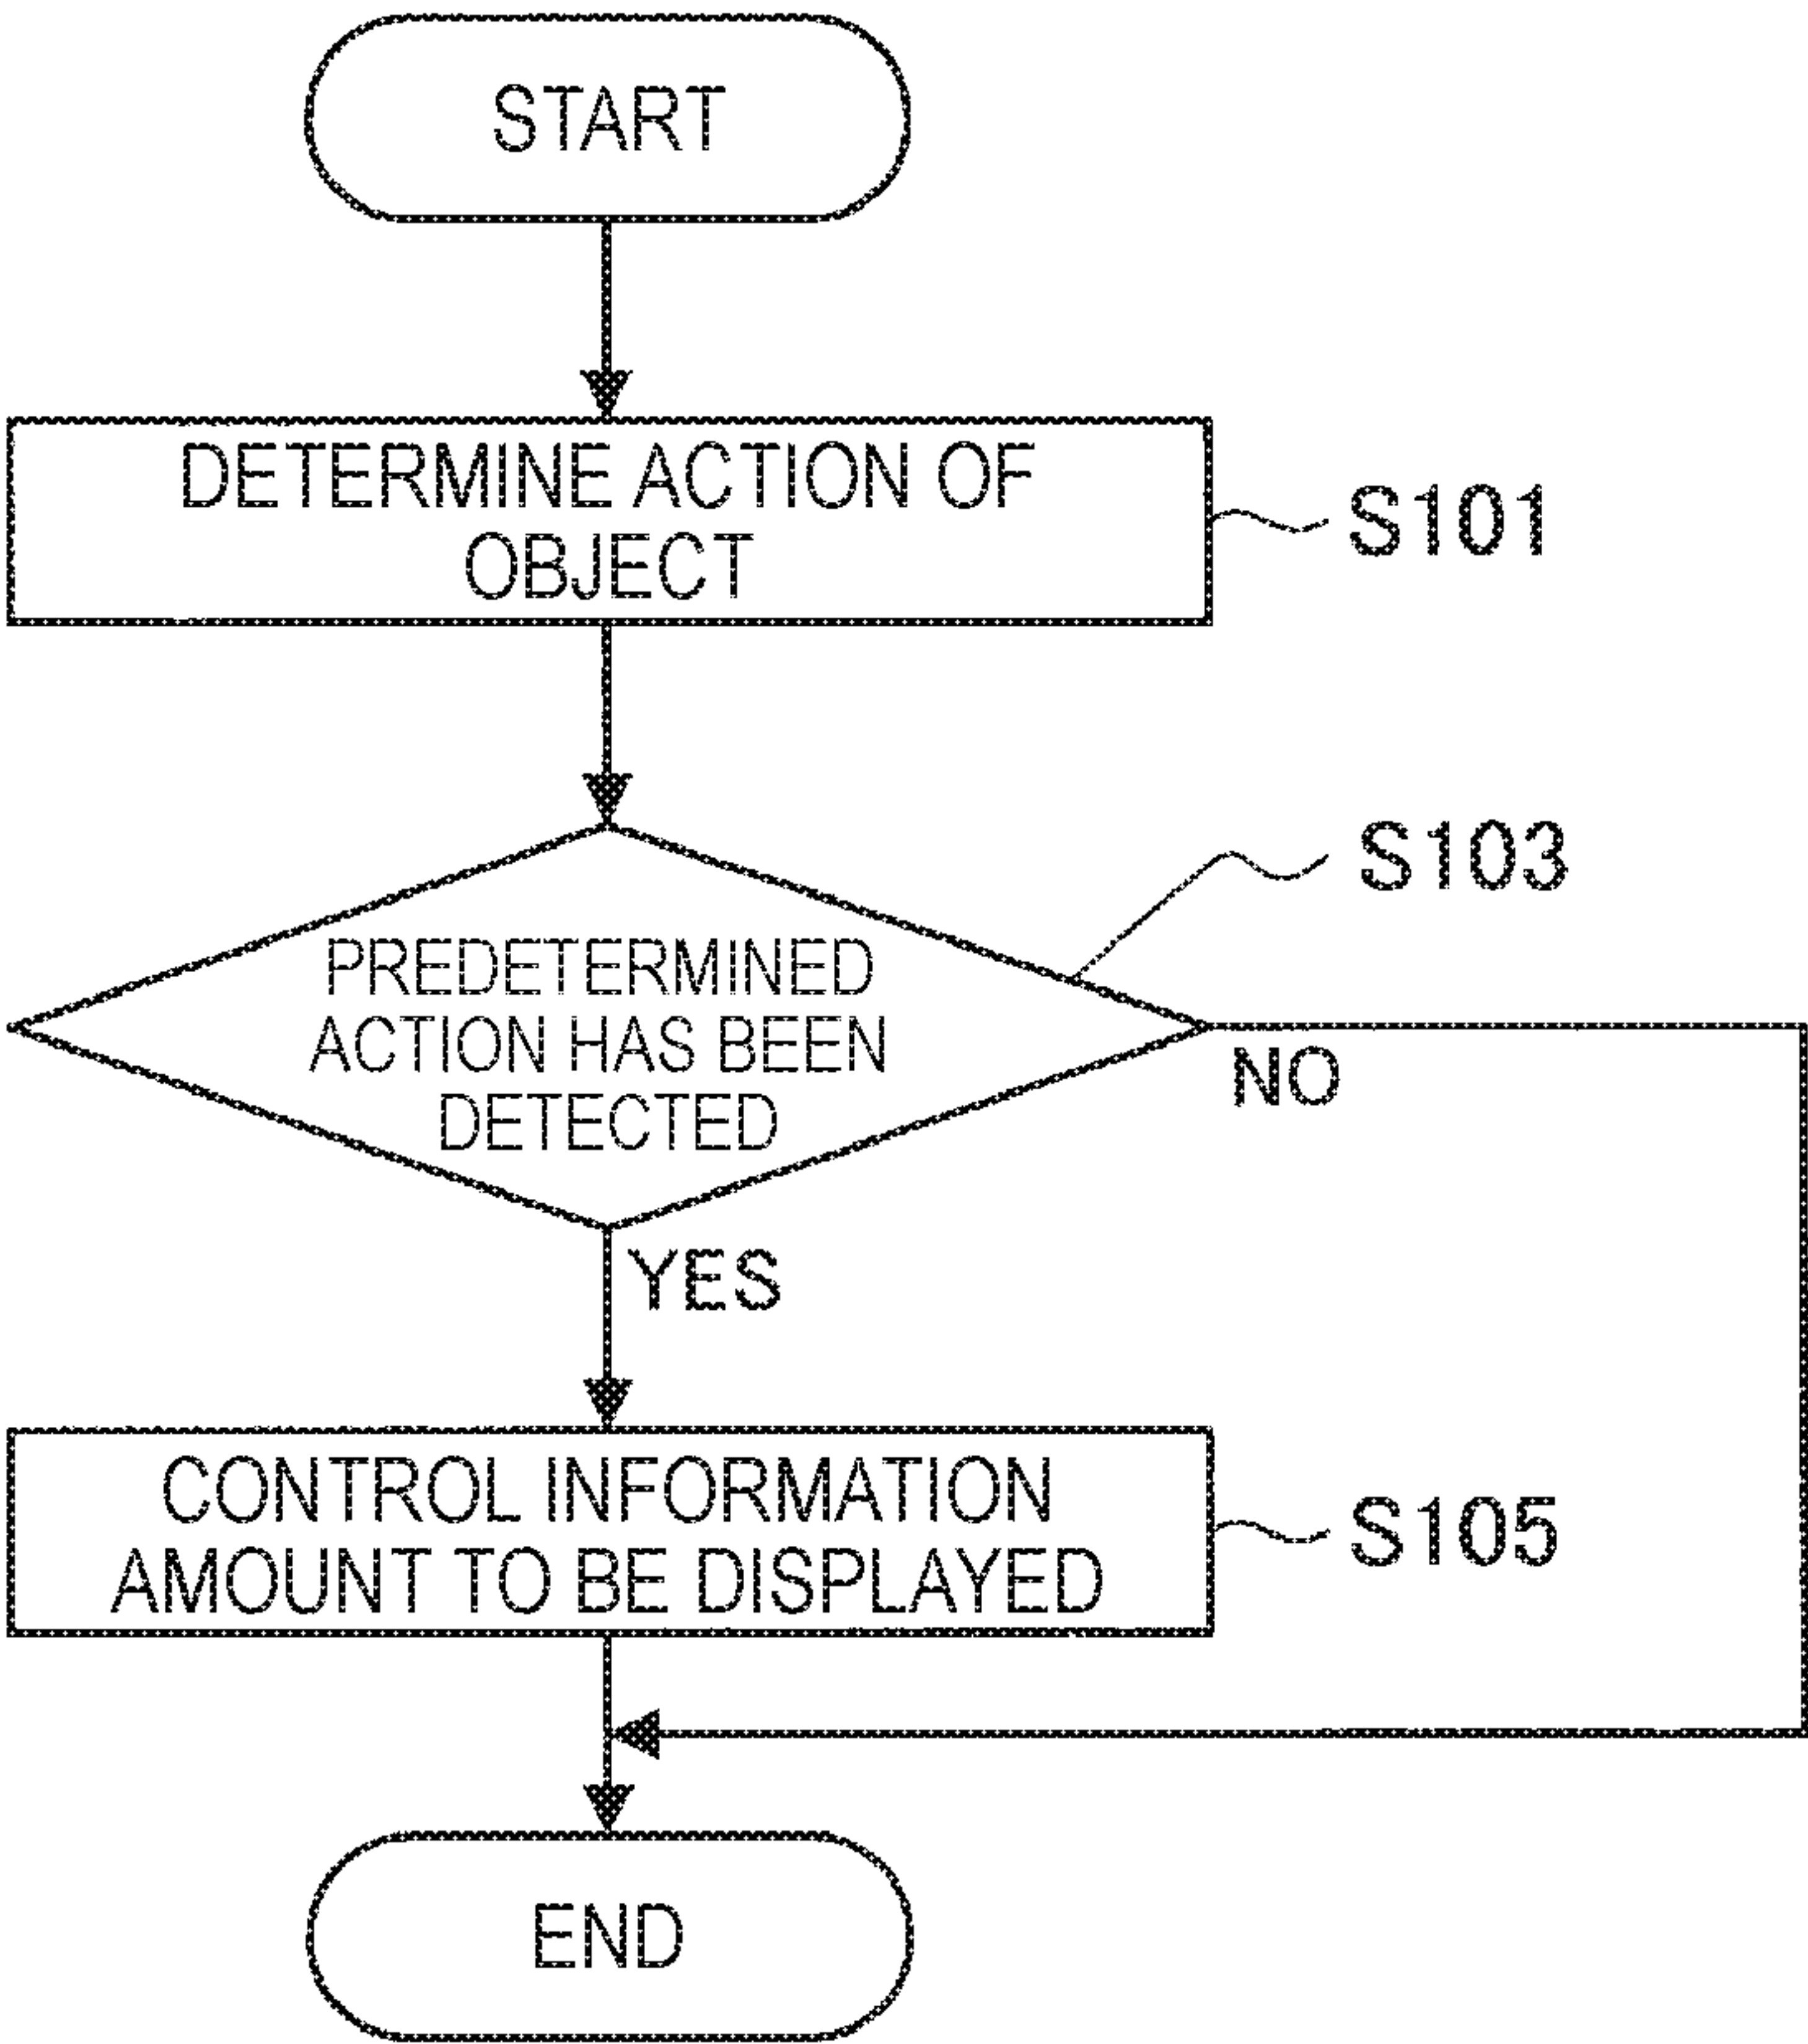 START
DETERMINE ACTION OF
OBJECT
S101
S103
PREDETERMINED
ACTION HAS BEEN
DETECTED
NO
YES
CONTROL INFORMATION
AMOUNT TO BE DISPLAYED
S105
END